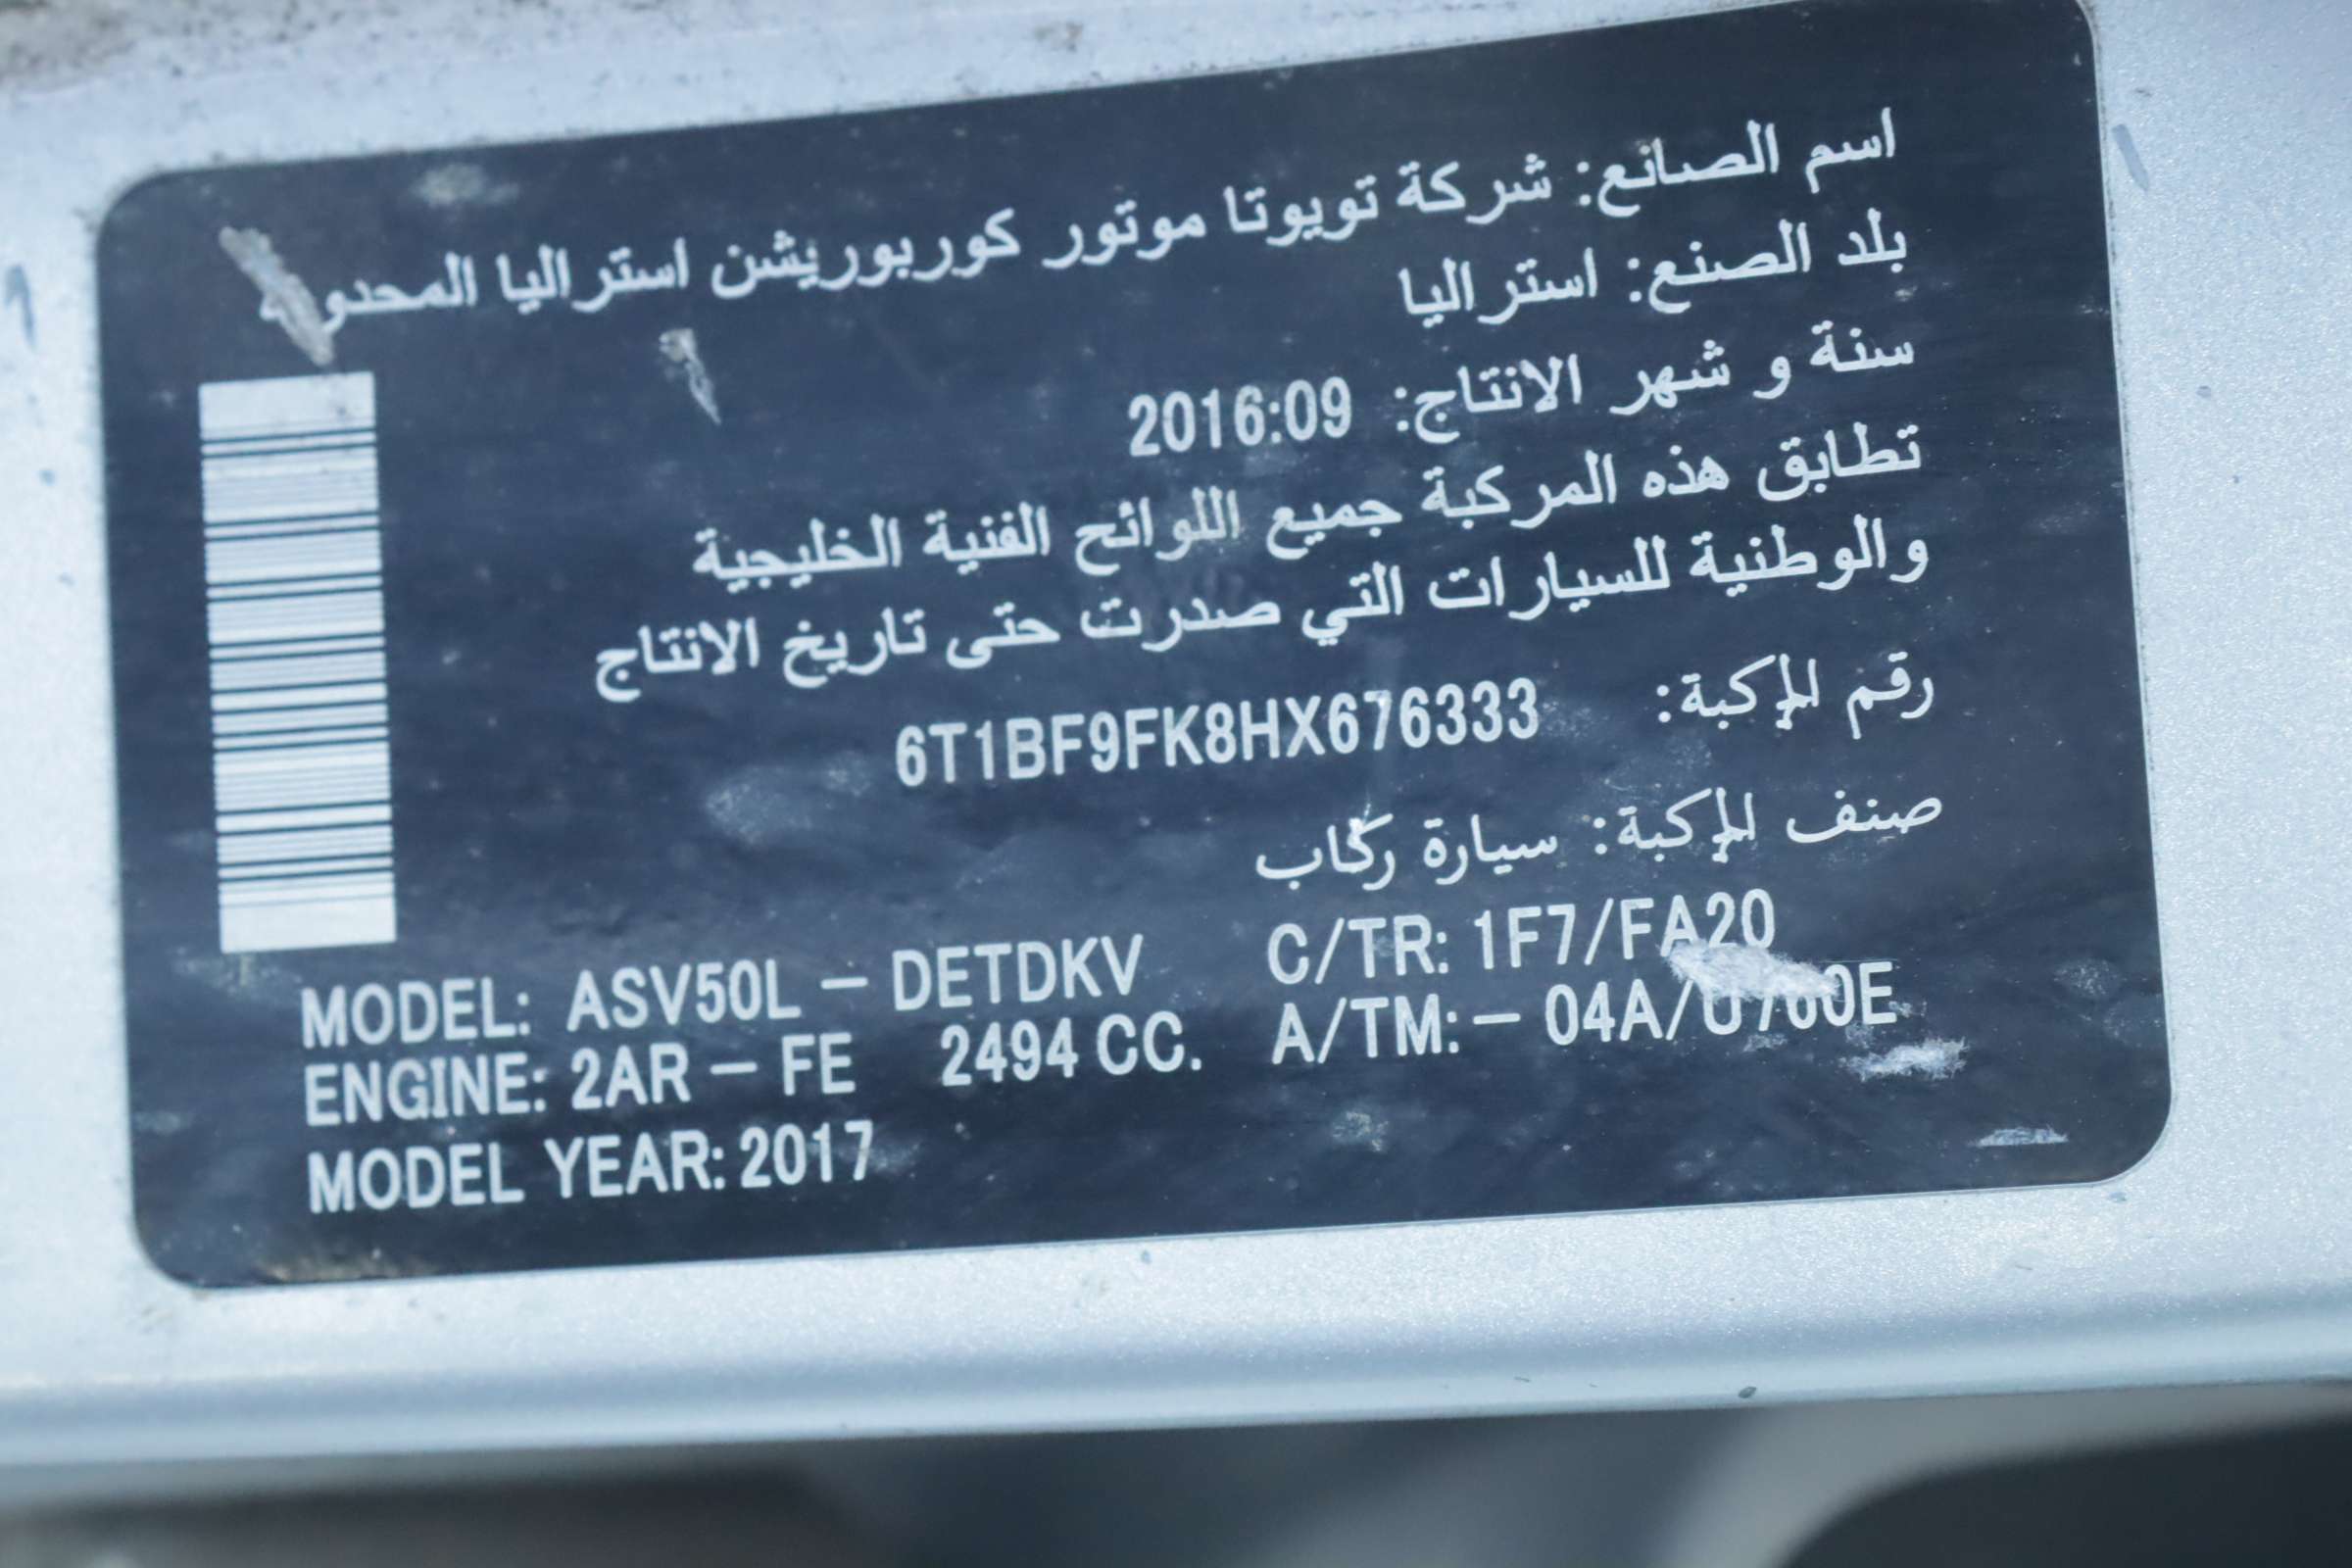 اسم الصانع: شركة تويوتا موتور كوربوريشن استراليا
بلد الصنع: استراليا
سنة و شهر الانتاج: 2016:09
تطابق هذه المركبة جميع اللوائح الفنية الخليجية
والوطنية للسيارات التي صدرت حتى تاريخ الانتاج
رقم المركبة: 6T1BF9FK8HX676333
صنف المركبة: سيارة ركاب
MODEL: ASV50L – DETDKV C/TR: 1F7/FA20
ENGINE: 2AR – FE 2494 CC. A/TM: – 04A/
MODEL YEAR: 2017